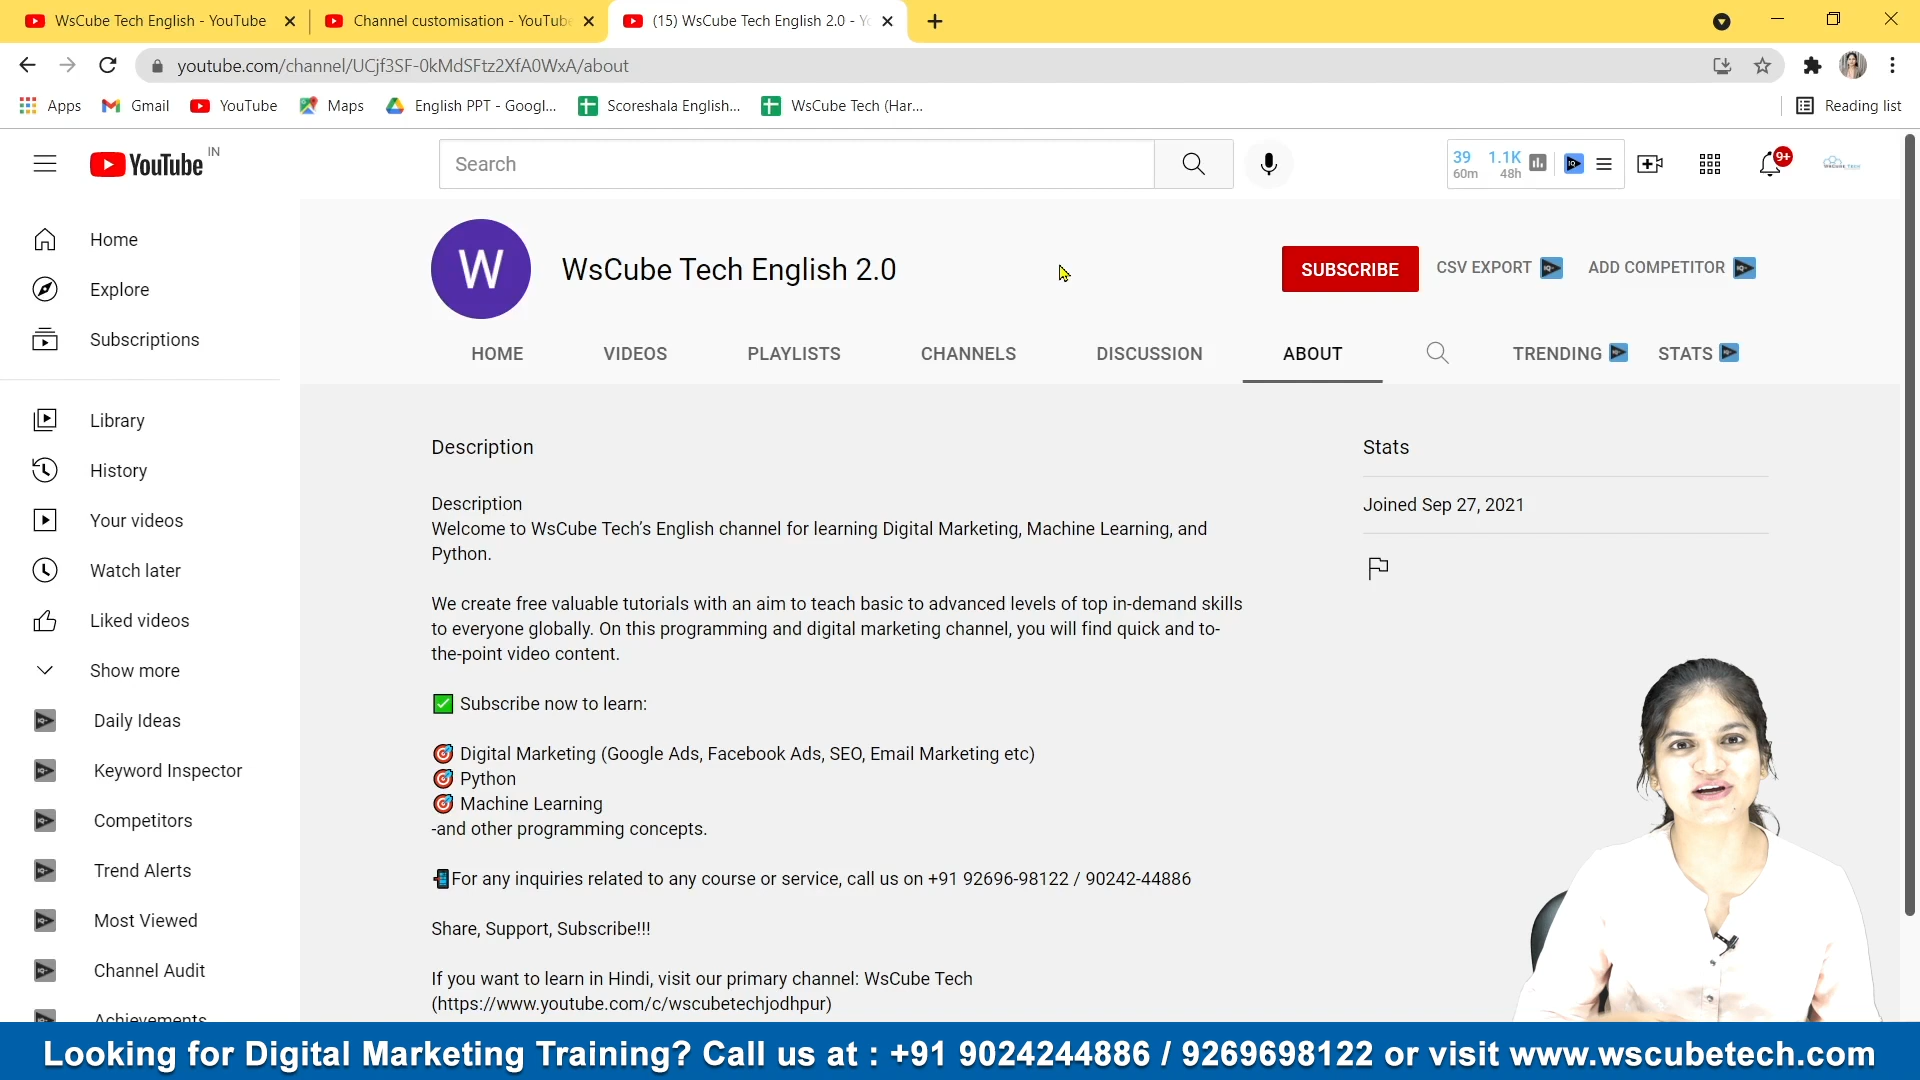 WsCube Tech English - YouTube
Channel customisation - YouTube
(15) WsCube Tech English 2.0 - Yo
youtube.com/channel/UCjf3SF-0kMdSFtz2XfA0WxA/about
Apps Gmail YouTube Maps English PPT - Googl... Scoreshala English... WsCube Tech (Har... Reading list
YouTube IN
Search
39 1.1K
60m 48h
9+
Home
Explore
Subscriptions
Library
History
Your videos
Watch later
Liked videos
Show more
Daily Ideas
Keyword Inspector
Competitors
Trend Alerts
Most Viewed
Channel Audit
Achievements
W
WsCube Tech English 2.0
SUBSCRIBE CSV EXPORT ADD COMPETITOR
HOME VIDEOS PLAYLISTS CHANNELS DISCUSSION ABOUT TRENDING STATS
Description
Description
Welcome to WsCube Tech’s English channel for learning Digital Marketing, Machine Learning, and
Python.
We create free valuable tutorials with an aim to teach basic to advanced levels of top in-demand skills
to everyone globally. On this programming and digital marketing channel, you will find quick and to-
the-point video content.
✅ Subscribe now to learn:
🎯 Digital Marketing (Google Ads, Facebook Ads, SEO, Email Marketing etc)
🎯 Python
🎯 Machine Learning
-and other programming concepts.
📲For any inquiries related to any course or service, call us on +91 92696-98122 / 90242-44886
Share, Support, Subscribe!!!
If you want to learn in Hindi, visit our primary channel: WsCube Tech
(https://www.youtube.com/c/wscubetechjodhpur)
Stats
Joined Sep 27, 2021
Looking for Digital Marketing Training? Call us at : +91 9024244886 / 9269698122 or visit www.wscubetech.com